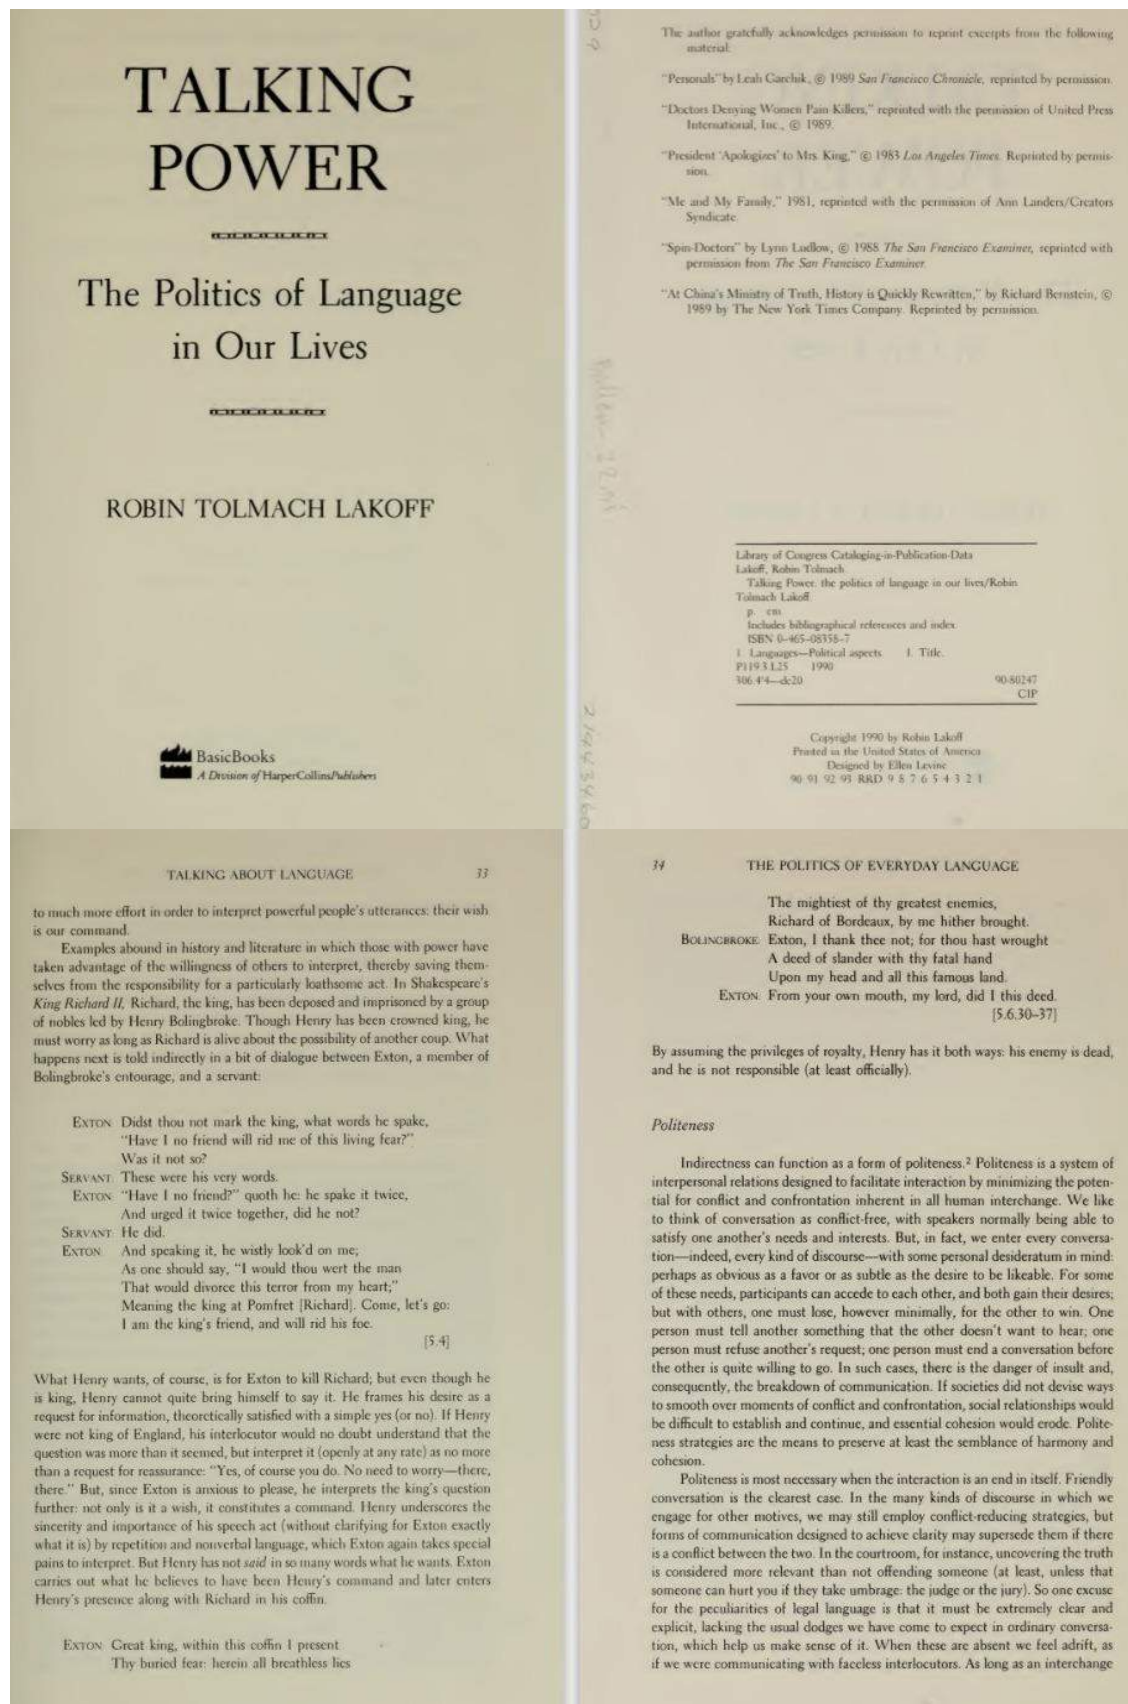 TALKING
POWER
The Politics of Language
in Our Lives
ROBIN TOLMACH LAKOFF
BasicBooks
A Division of HarperCollinsPublishers
The author gratfully acknowledges permission to reprint excerpts from the following
material:
"Personals" by Leah Garchik, © 1989 San Francisco Chronicle, reprinted by permission.
"Doctors Denying Women Pain Killers," reprinted with the permission of United Press
International, Inc., © 1989.
"President 'Apologizes' to Mrs. King," © 1983 Los Angeles Times. Reprinted by permis-
sion.
"Me and My Family," 1981, reprinted with the permission of Ann Landers/Creators
Syndicate.
"Spin-Doctors" by Lynn Ludlow, © 1988 The San Francisco Examiner, reprinted with
permission from The San Francisco Examiner.
"At China's Ministry of Truth, History is Quickly Rewritten," by Richard Bernstein, ©
1989 by The New York Times Company. Reprinted by permission.
Library of Congress Cataloging-in-Publication-Data
Lakoff, Robin Tolmach.
Talking Power: the politics of language in our lives/Robin
Tolmach Lakoff
p. cm.
Includes bibliographical references and index.
ISBN 0-465-08358-7
1. Languages—Political aspects. I. Title.
P119.3.L25 1990
306.4'4—dc20 90-80247
CIP
Copyright 1990 by Robin Lakoff
Printed in the United States of America
Designed by Ellen Levine
90 91 92 93 RRD 9 8 7 6 5 4 3 2 1
TALKING ABOUT LANGUAGE 33
to much more effort in order to interpret powerful people's utterances: their wish
is our command.
Examples abound in history and literature in which those with power have
taken advantage of the willingness of others to interpret, thereby saving them-
selves from the responsibility for a particularly loathsome act. In Shakespeare's
King Richard II, Richard, the king, has been deposed and imprisoned by a group
of nobles led by Henry Bolingbroke. Though Henry has been crowned king, he
must worry as long as Richard is alive about the possibility of another coup. What
happens next is told indirectly in a bit of dialogue between Exton, a member of
Bolingbroke's entourage, and a servant:
EXTON Didst thou not mark the king, what words he spake,
"Have I no friend will rid me of this living fear?"
Was it not so?
SERVANT These were his very words.
EXTON "Have I no friend?" quoth he: he spake it twice,
And urged it twice together, did he not?
SERVANT He did.
EXTON And speaking it, he wistly look'd on me;
As one should say, "I would thou wert the man
That would divorce this terror from my heart;"
Meaning the king at Pomfret [Richard]. Come, let's go:
I am the king's friend, and will rid his foe.
[5.4]
What Henry wants, of course, is for Exton to kill Richard; but even though he
is king, Henry cannot quite bring himself to say it. He frames his desire as a
request for information, theoretically satisfied with a simple yes (or no). If Henry
were not king of England, his interlocutor would no doubt understand that the
question was more than it seemed, but interpret it (openly at any rate) as no more
than a request for reassurance: "Yes, of course you do. No need to worry—there,
there." But, since Exton is anxious to please, he interprets the king's question
further: not only is it a wish, it constitutes a command. Henry underscores the
sincerity and importance of his speech act (without clarifying for Exton exactly
what it is) by repetition and nonverbal language, which Exton again takes special
pains to interpret. But Henry has not said in so many words what he wants. Exton
carries out what he believes to have been Henry's command and later enters
Henry's presence along with Richard in his coffin.
EXTON Great king, within this coffin I present
Thy buried fear: herein all breathless lies
34 THE POLITICS OF EVERYDAY LANGUAGE
The mightiest of thy greatest enemies,
Richard of Bordeaux, by me hither brought.
BOLINGBROKE Exton, I thank thee not; for thou hast wrought
A deed of slander with thy fatal hand
Upon my head and all this famous land.
EXTON From your own mouth, my lord, did I this deed.
[5.6.30–37]
By assuming the privileges of royalty, Henry has it both ways: his enemy is dead,
and he is not responsible (at least officially).
Politeness
Indirectness can function as a form of politeness.² Politeness is a system of
interpersonal relations designed to facilitate interaction by minimizing the poten-
tial for conflict and confrontation inherent in all human interchange. We like
to think of conversation as conflict-free, with speakers normally being able to
satisfy one another's needs and interests. But, in fact, we enter every conversa-
tion—indeed, every kind of discourse—with some personal desideratum in mind:
perhaps as obvious as a favor or as subtle as the desire to be likeable. For some
of these needs, participants can accede to each other, and both gain their desires;
but with others, one must lose, however minimally, for the other to win. One
person must tell another something that the other doesn't want to hear; one
person must refuse another's request; one person must end a conversation before
the other is quite willing to go. In such cases, there is the danger of insult and,
consequently, the breakdown of communication. If societies did not devise ways
to smooth over moments of conflict and confrontation, social relationships would
be difficult to establish and continue, and essential cohesion would erode. Polite-
ness strategies are the means to preserve at least the semblance of harmony and
cohesion.
Politeness is most necessary when the interaction is an end in itself. Friendly
conversation is the clearest case. In the many kinds of discourse in which we
engage for other motives, we may still employ conflict-reducing strategies, but
forms of communication designed to achieve clarity may supersede them if there
is a conflict between the two. In the courtroom, for instance, uncovering the truth
is considered more relevant than not offending someone (at least, unless that
someone can hurt you if they take umbrage: the judge or the jury). So one excuse
for the peculiarities of legal language is that it must be extremely clear and
explicit, lacking the usual dodges we have come to expect in ordinary conversa-
tion, which help us make sense of it. When these are absent we feel adrift, as
if we were communicating with faceless interlocutors. As long as an interchange